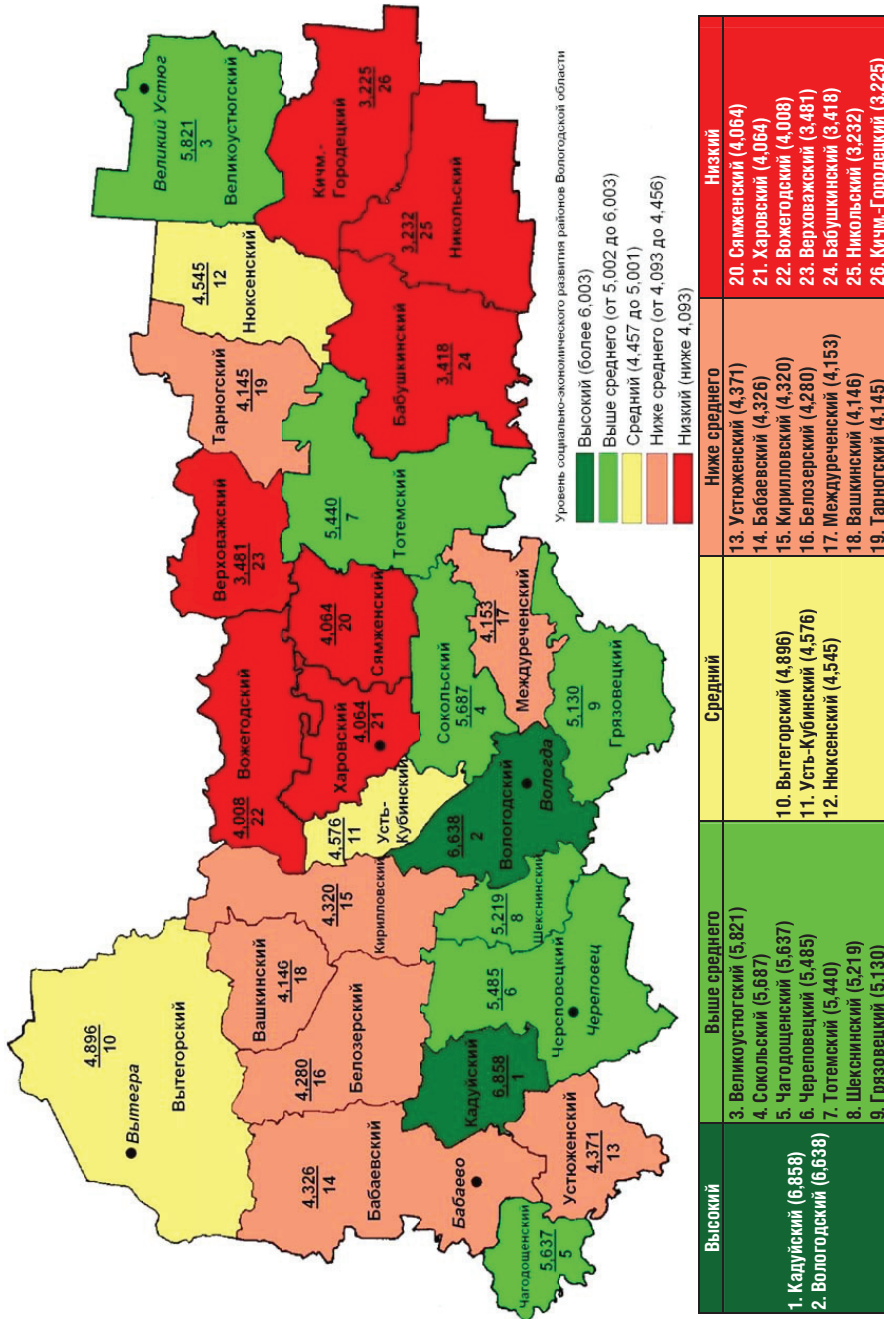 Великий Устюг
5,821
3
Великоустюгский
3,225
26
Кичм.-
Городецкий
Никольский
3,232
25
4,545
12
Нюксенский
Бабушкинский
3,418
24
Тарногский
4,145
19
5,440
7
Тотемский
Верховажский
3,481
23
4,064
20
Сямженский
4,153
17
Междуреченский
Вожегодский
4,008
22
Харовский
4,064
21
Сокольский
5,687
4
5,130
9
Грязовецкий
4,576
11
Усть-
Кубинский
6,638
2
Вологодский
Вологда
4,320
15
Кирилловский
5,219
8
Шекснинский
Вашкинский
4,146
18
5,485
6
Череповецкий
Череповец
4,896
10
Вытегорский
Вытегра
4,280
16
Белозерский
Кадуйский
6,858
1
4,326
14
Бабаевский
Бабаево
Устюженский
4,371
13
Чагодощенский
5,637
5
Уровень социально-экономического развития районов Вологодской области
Высокий (более 6,003)
Выше среднего (от 5,002 до 6,003)
Средний (4,457 до 5,001)
Ниже среднего (от 4,093 до 4,456)
Низкий (ниже 4,093)
Высокий
1. Кадуйский (6,858)
2. Вологодский (6,638)
Выше среднего
3. Великоустюгский (5,821)
4. Сокольский (5,687)
5. Чагодощенский (5,637)
6. Череповецкий (5,485)
7. Тотемский (5,440)
8. Шекснинский (5,219)
9. Грязовецкий (5,130)
Средний
10. Вытегорский (4,896)
11. Усть-Кубинский (4,576)
12. Нюксенский (4,545)
Ниже среднего
13. Устюженский (4,371)
14. Бабаевский (4,326)
15. Кирилловский (4,320)
16. Белозерский (4,280)
17. Междуреченский (4,153)
18. Вашкинский (4,146)
19. Тарногский (4,145)
Низкий
20. Сямженский (4,064)
21. Харовский (4,064)
22. Вожегодский (4,008)
23. Верховажский (3,481)
24. Бабушкинский (3,418)
25. Никольский (3,232)
26. Кичм.-Городецкий (3,225)